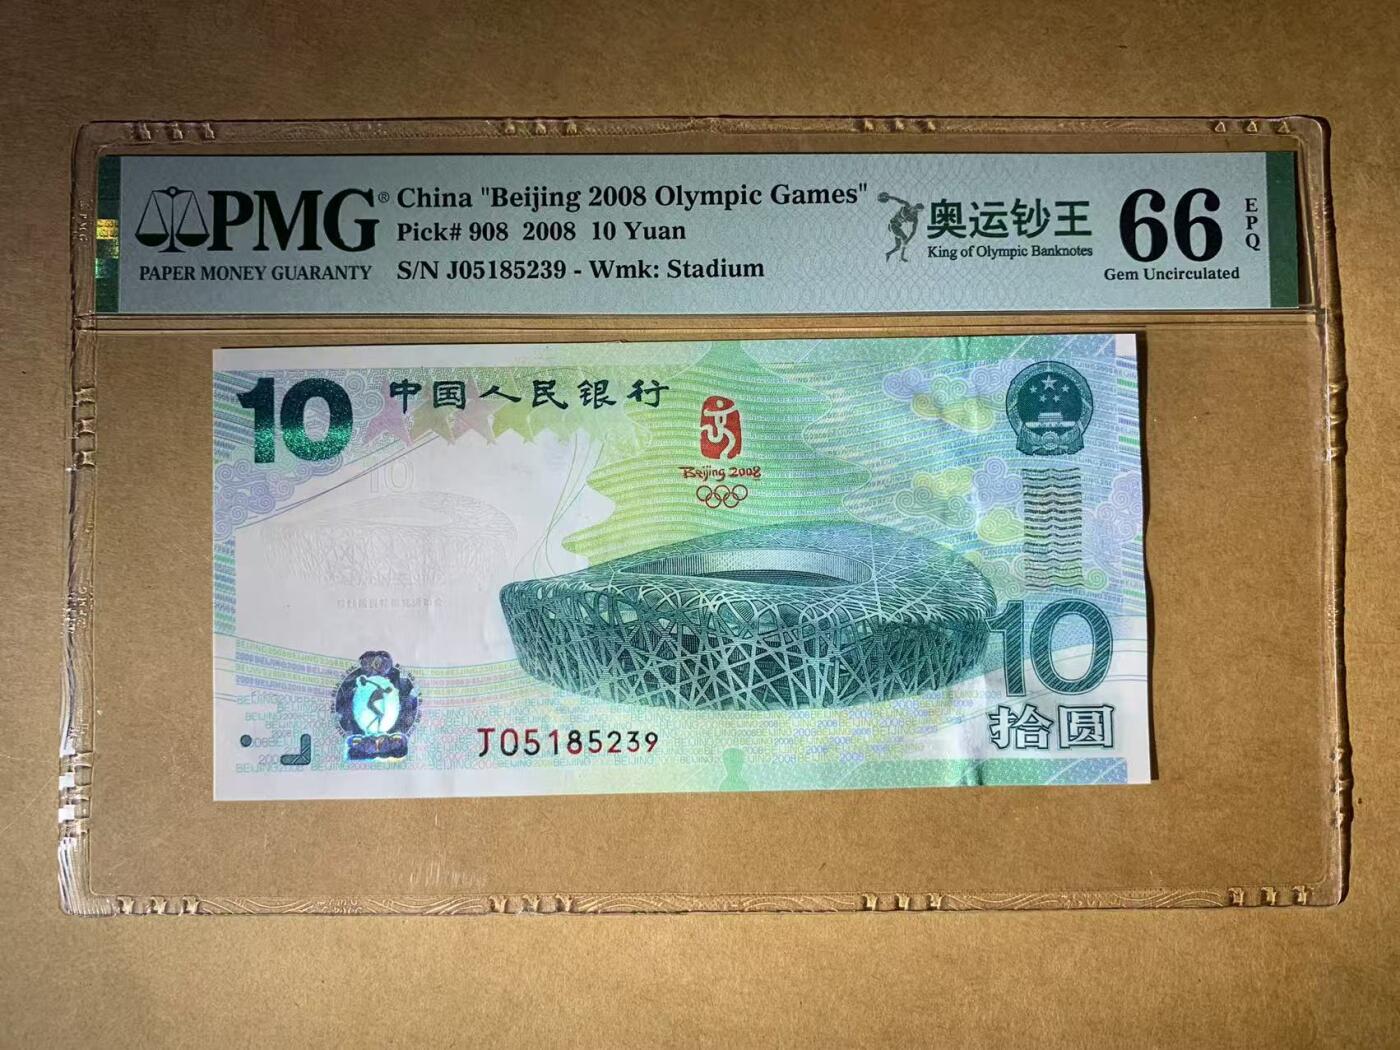 PMG® China "Beijing 2008 Olympic Games"
Pick# 908 2008 10 Yuan
PAPER MONEY GUARANTY S/N J05185239 - Wmk: Stadium
奥运钞王
King of Olympic Banknotes
66 EPQ
Gem Uncirculated
10 中国人民银行
Beijing 2008
10
10
拾圆
J05185239